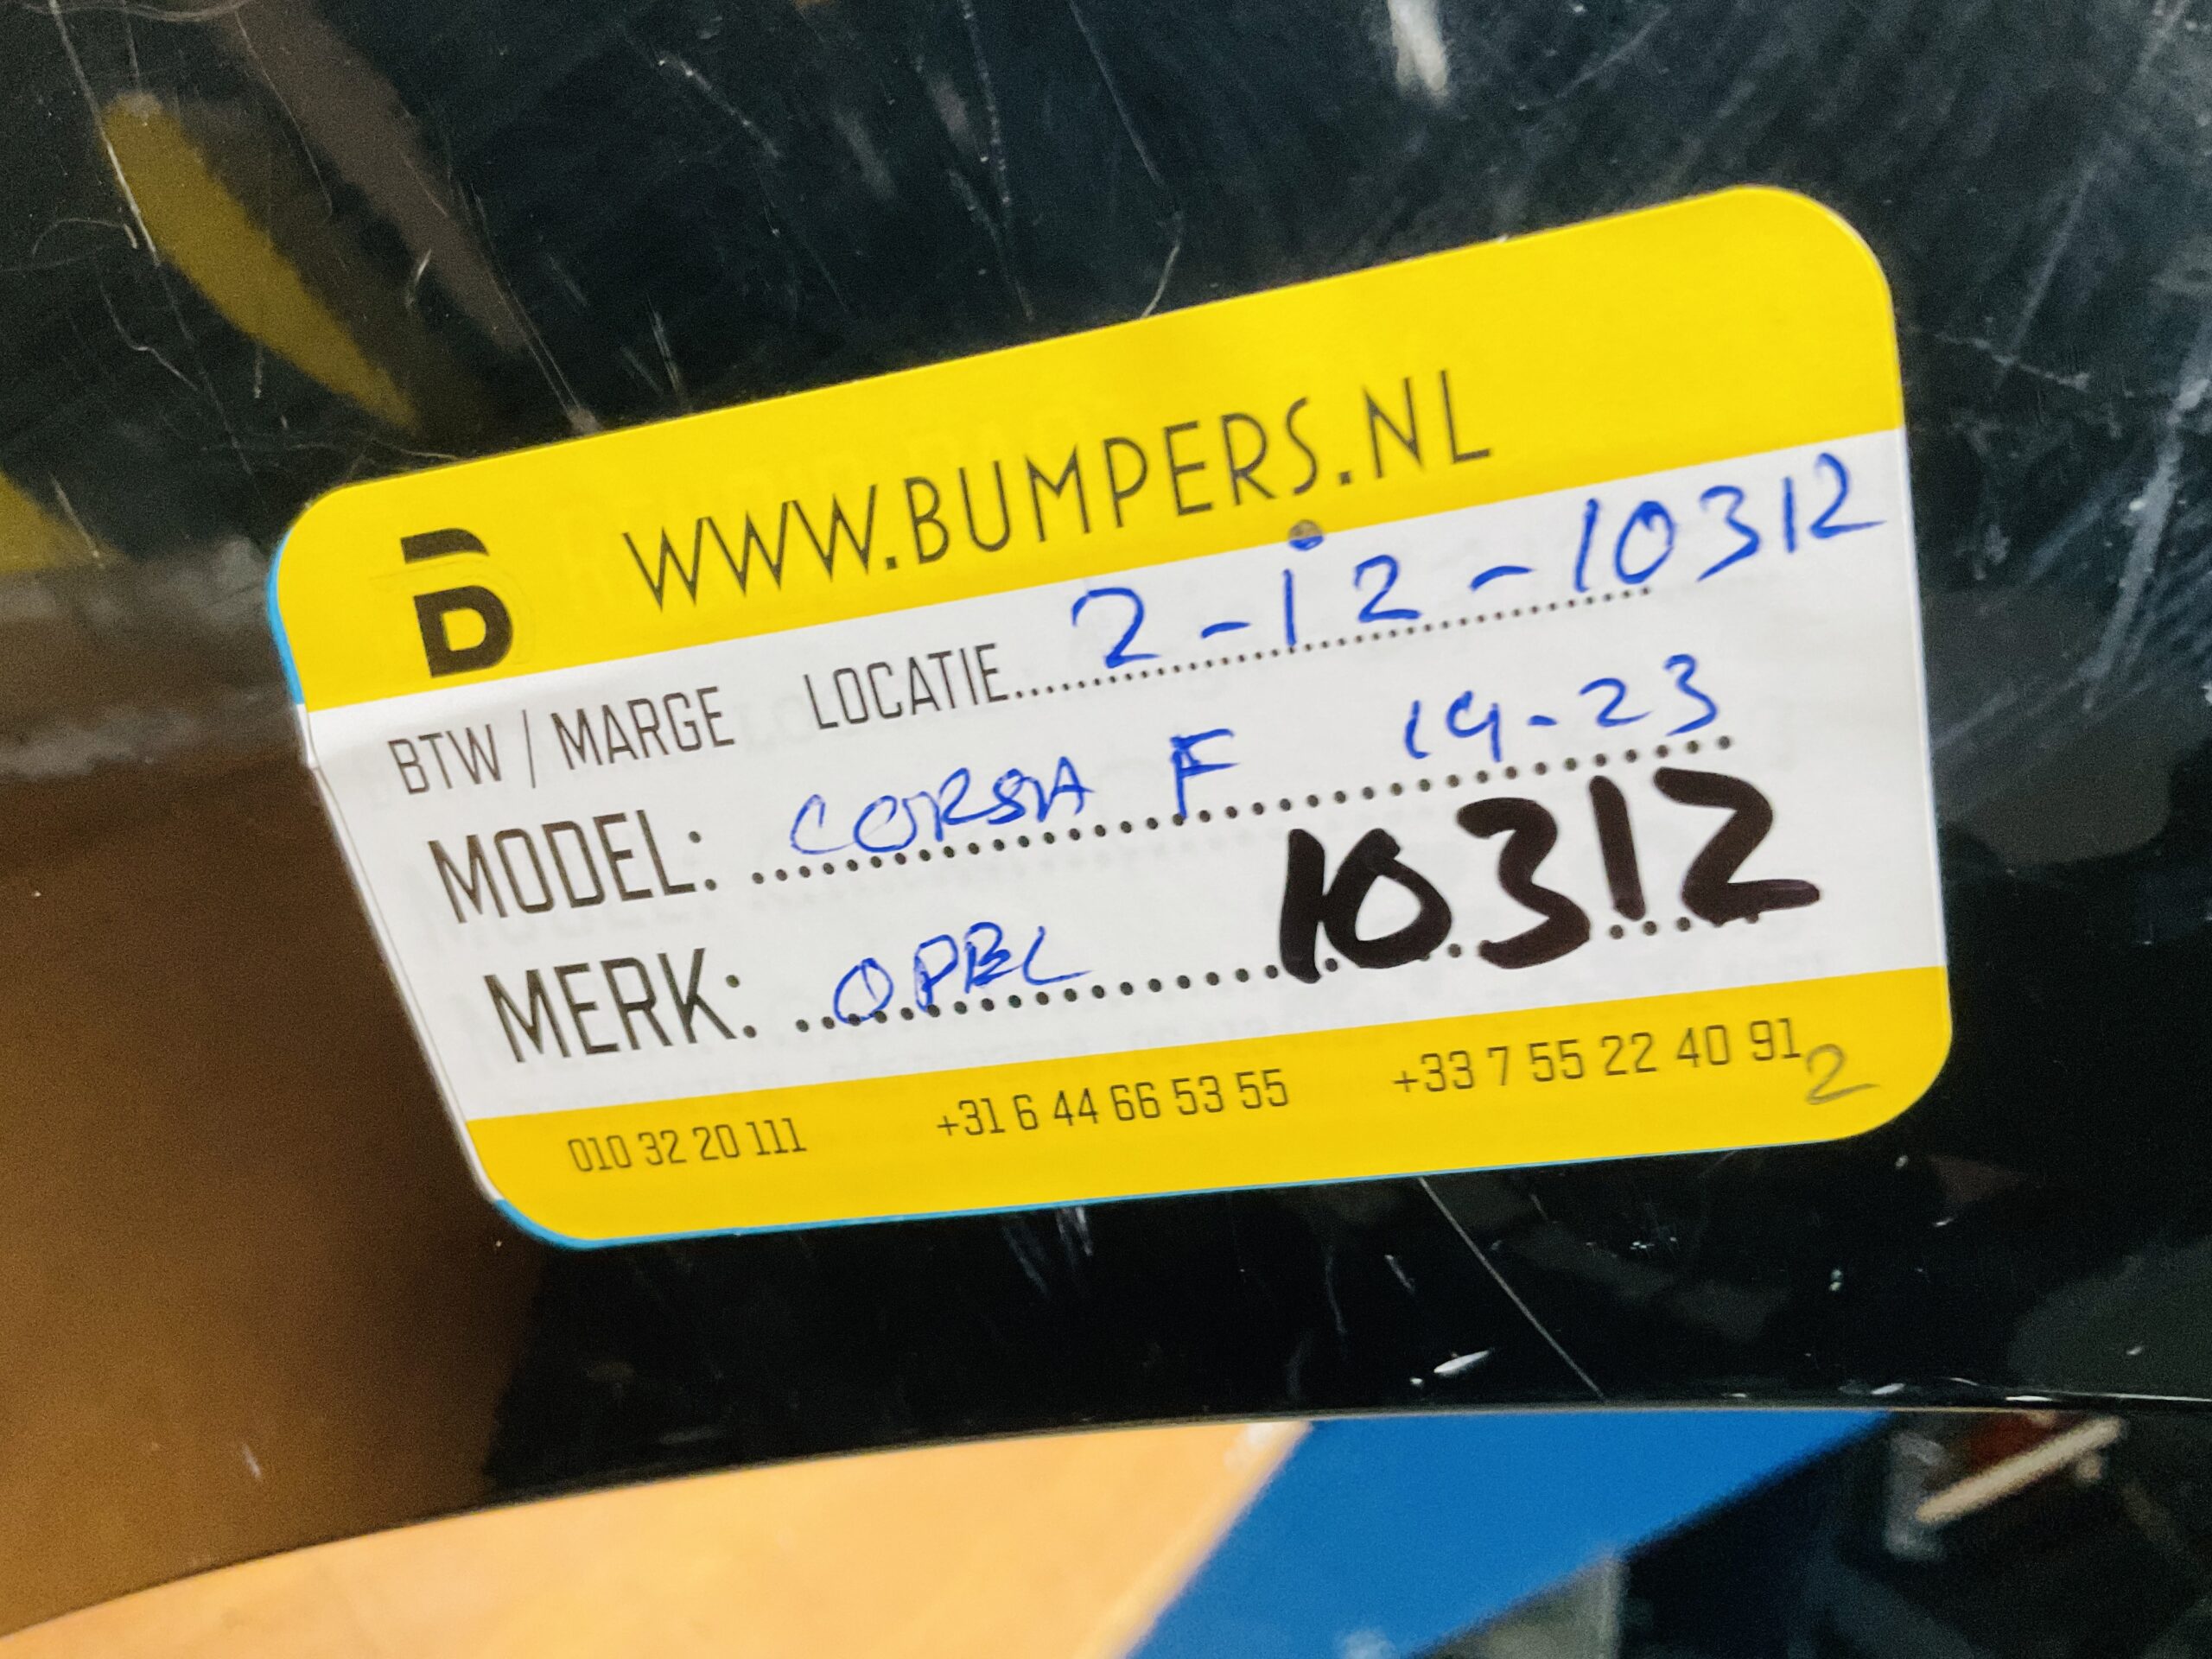 B WWW.BUMPERS.NL
BTW / MARGE LOCATIE 2-i2-10312
MODEL: CORSA F 19-23
MERK: OPEL 10312
010 32 20 111 +31 6 44 66 53 55 +33 7 55 22 40 91 2